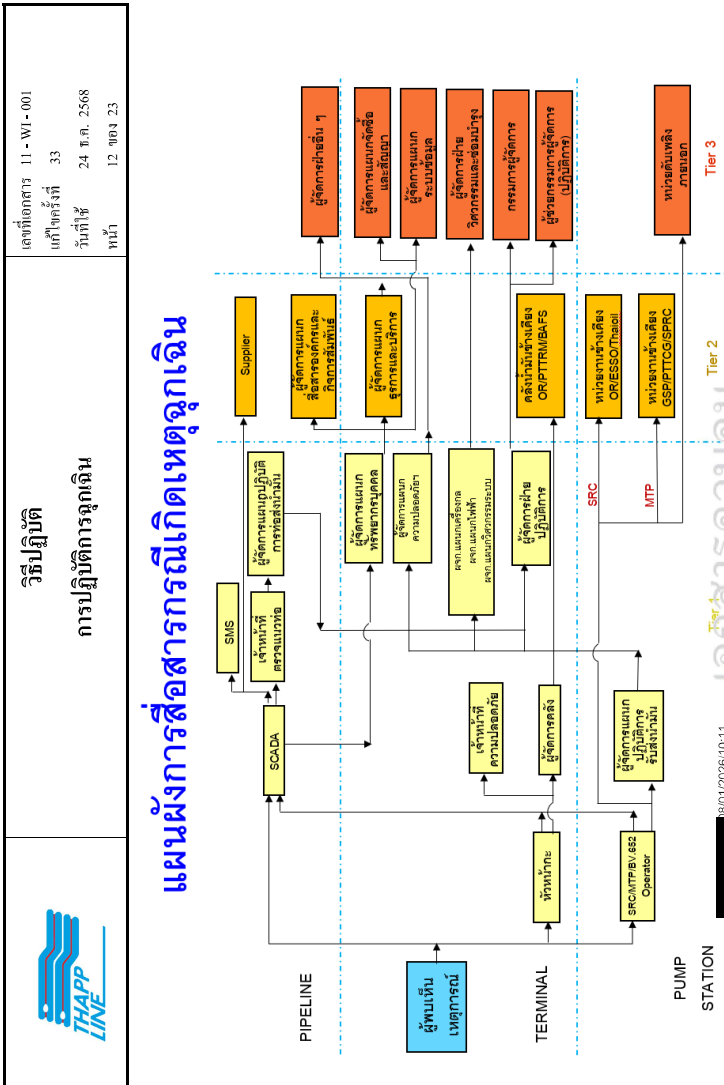 THAPP
LINE
วิธีปฏิบัติ
การปฏิบัติการฉุกเฉิน
เลขที่เอกสาร 11 - WI - 001
แก้ไขครั้งที่ 33
วันที่ใช้ 24 ธ.ค. 2568
หน้า 12 ของ 23
แผนผังการสื่อสารกรณีเกิดเหตุฉุกเฉิน
PIPELINE
SCADA
SMS
เจ้าหน้าที่
ตรวจแนวท่อ
ผู้จัดการแผนกปฏิบัติ
การท่อส่งน้ำมัน
Supplier
ผู้จัดการแผนก
สื่อสารองค์กรและ
กิจการสัมพันธ์
ผู้จัดการฝ่ายอื่น ๆ
ผู้พบเห็น
เหตุการณ์
TERMINAL
หัวหน้ากะ
เจ้าหน้าที่
ความปลอดภัย
ผู้จัดการคลัง
ผู้จัดการแผนก
ทรัพยากรบุคคล
ผู้จัดการแผนก
ความปลอดภัยฯ
ผจก.แผนกเครื่องกล
ผจก.แผนกไฟฟ้า
ผจก.แผนกวิศวกรรมระบบ
ผู้จัดการฝ่าย
ปฏิบัติการ
ผู้จัดการแผนก
ธุรการและบริการ
คลังน้ำมันข้างเคียง
OR/PTTRM/BAFS
ผู้จัดการแผนกจัดซื้อ
และสัญญา
ผู้จัดการแผนก
ระบบข้อมูล
ผู้จัดการฝ่าย
วิศวกรรมและซ่อมบำรุง
กรรมการผู้จัดการ
ผู้ช่วยกรรมการผู้จัดการ
(ปฏิบัติการ)
PUMP
STATION
SRC/MTP/BV.652
Operator
ผู้จัดการแผนก
ปฏิบัติการ
รับส่งน้ำมัน
SRC
MTP
หน่วยงานข้างเคียง
OR/ESSO/Thaioil
หน่วยงานข้างเคียง
GSP/PTTCG/SPRC
หน่วยดับเพลิง
ภายนอก
Tier 1
Tier 2
Tier 3
เอกสารควบคุม
08/01/2026/10:11